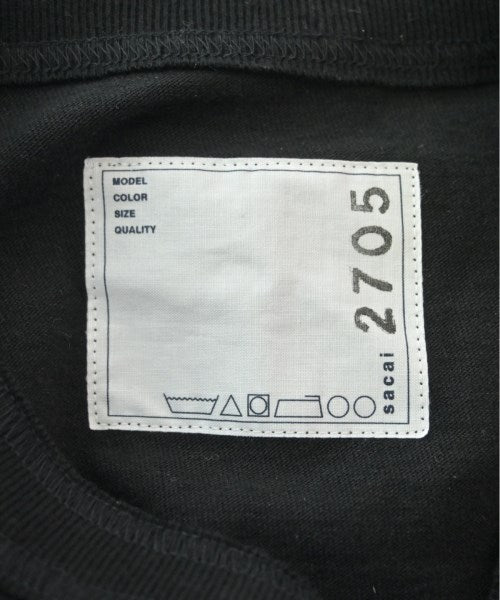 MODEL
COLOR
SIZE
QUALITY
sacai 2705